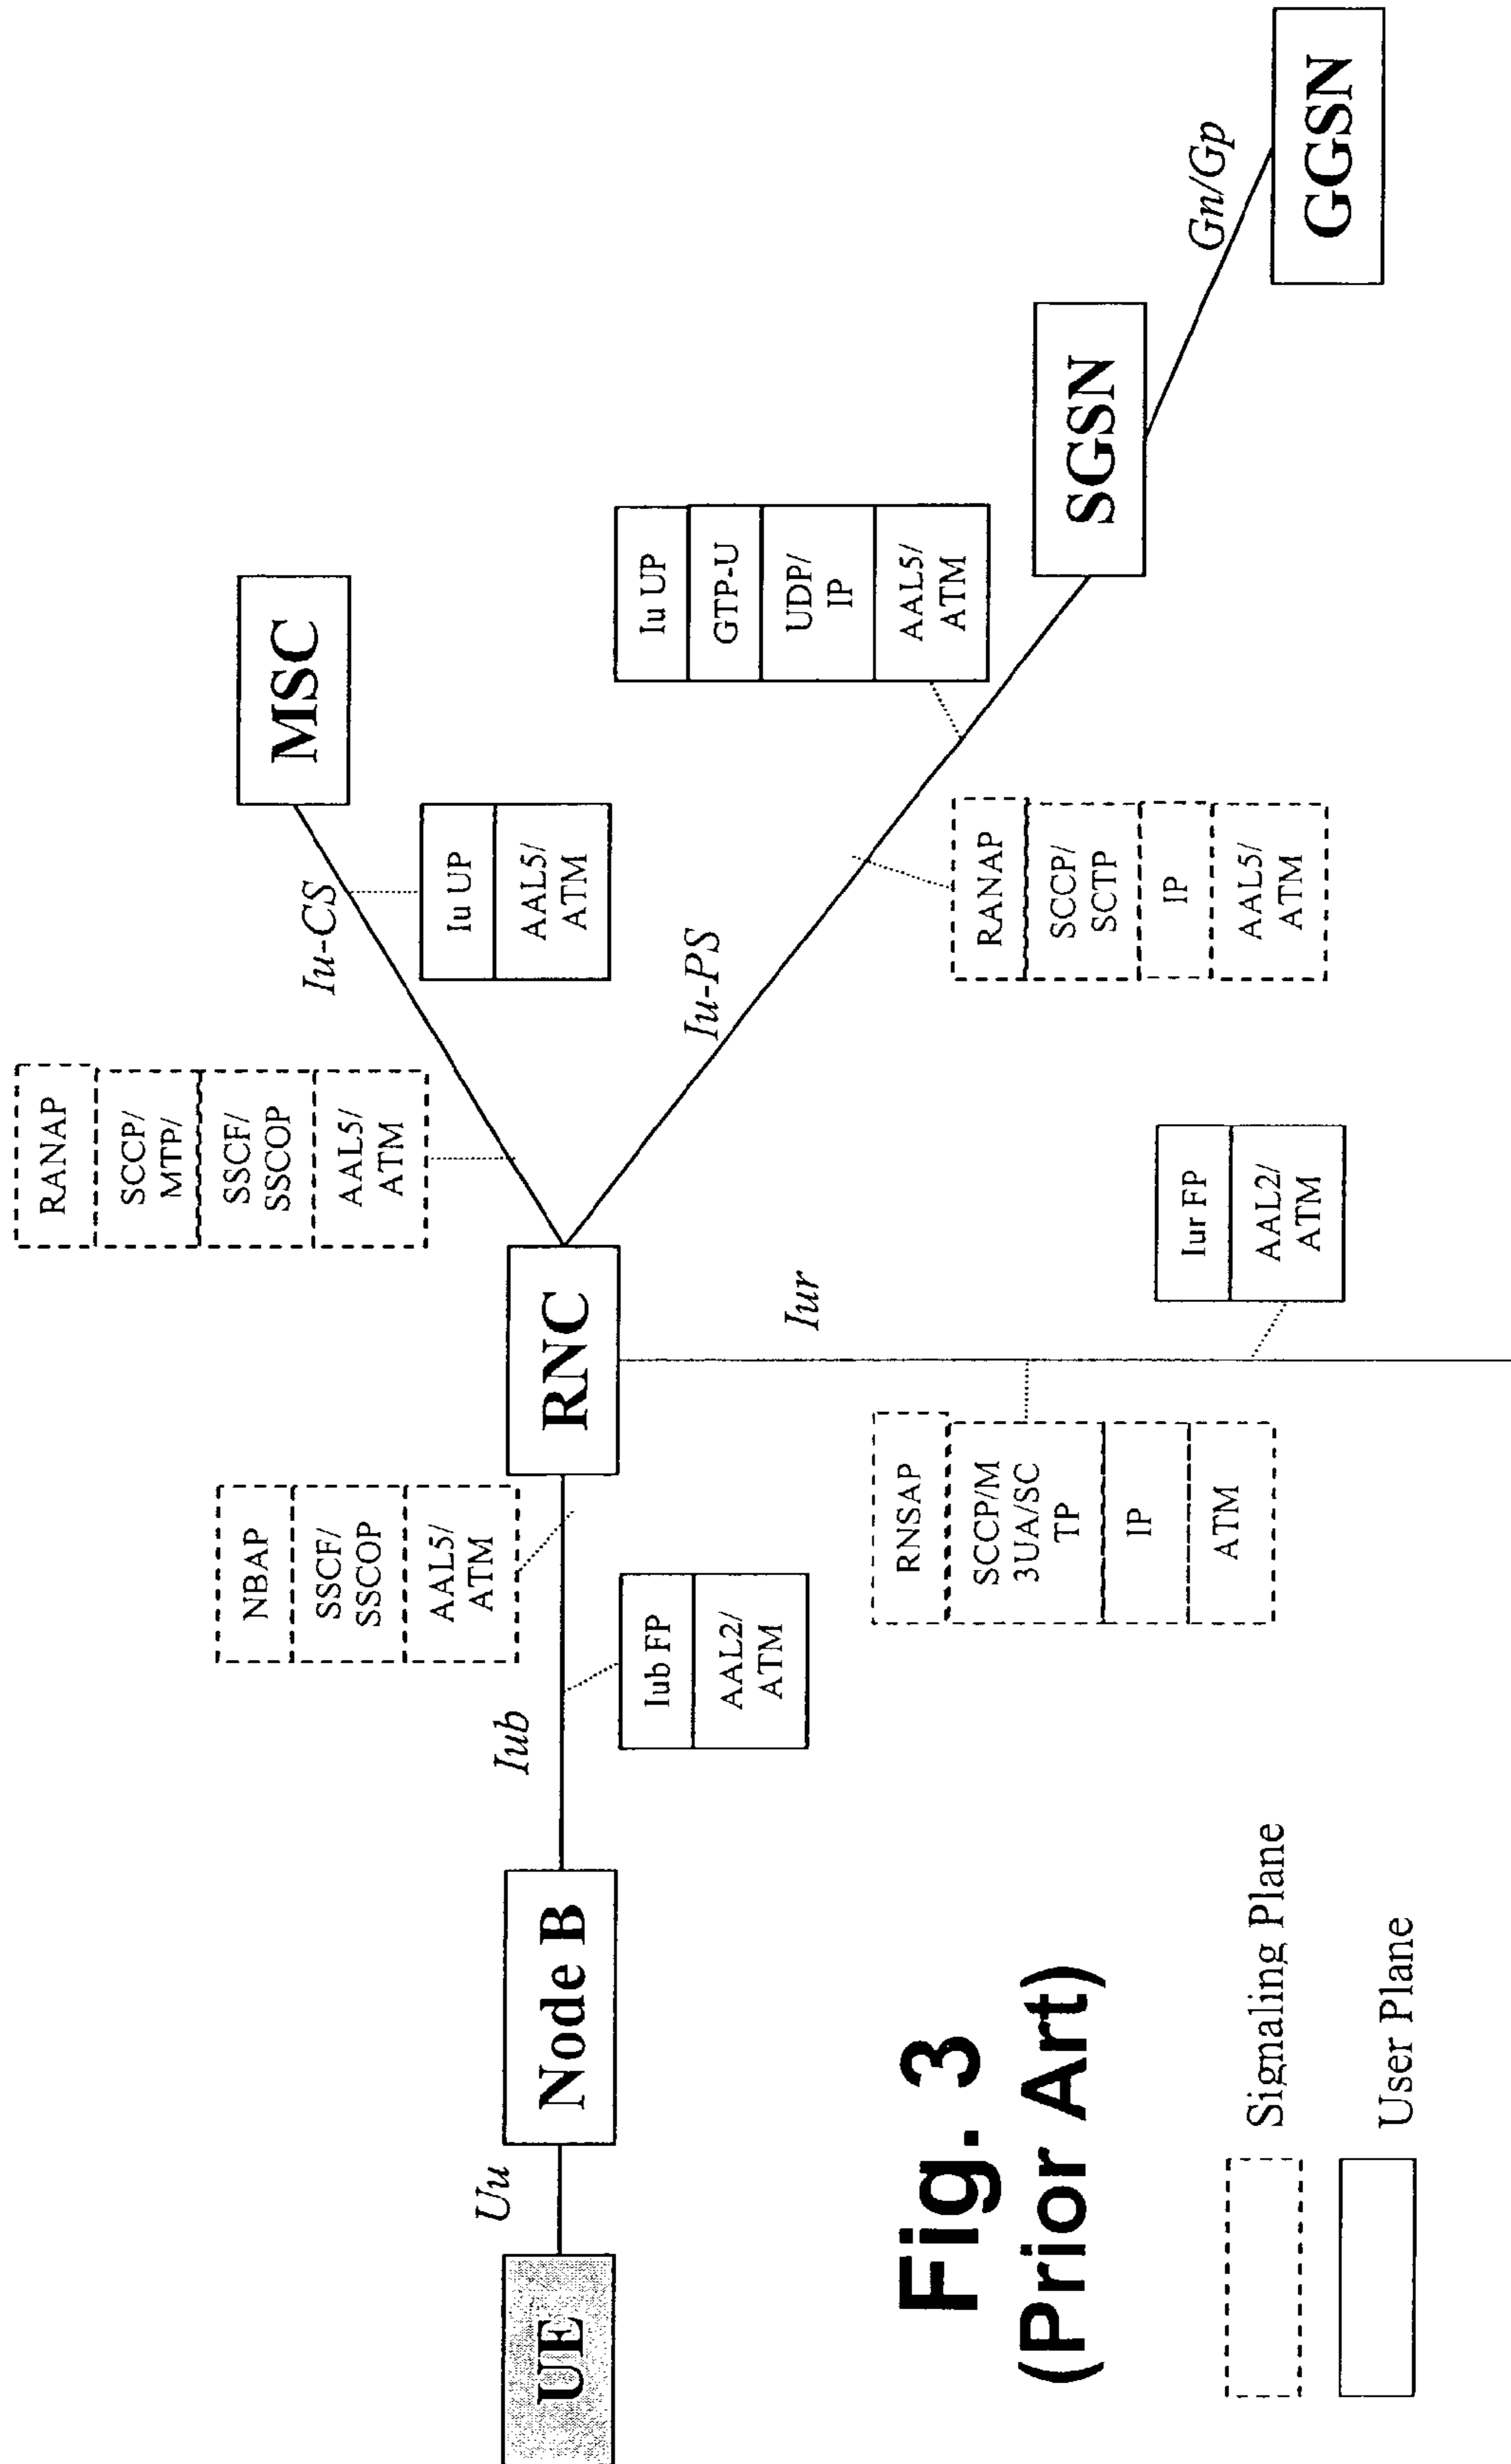 UE
Uu
Node B
Iub
NBAP
SSCF/
SSCOP
AAL5/
ATM
Iub FP
AAL2/
ATM
RNC
RANAP
SCCP/
MTP/
SSCF/
SSCOP
AAL5/
ATM
Iu-CS
Iu UP
AAL5/
ATM
MSC
Iu-PS
Iu UP
GTP-U
UDP/
IP
AAL5/
ATM
RANAP
SCCP/
SCTP
IP
AAL5/
ATM
SGSN
Gn/Gp
GGSN
Iur
RNSAP
SCCP/M
3UA/SC
TP
IP
ATM
Iur FP
AAL2/
ATM
Fig. 3
(Prior Art)
Signaling Plane
User Plane